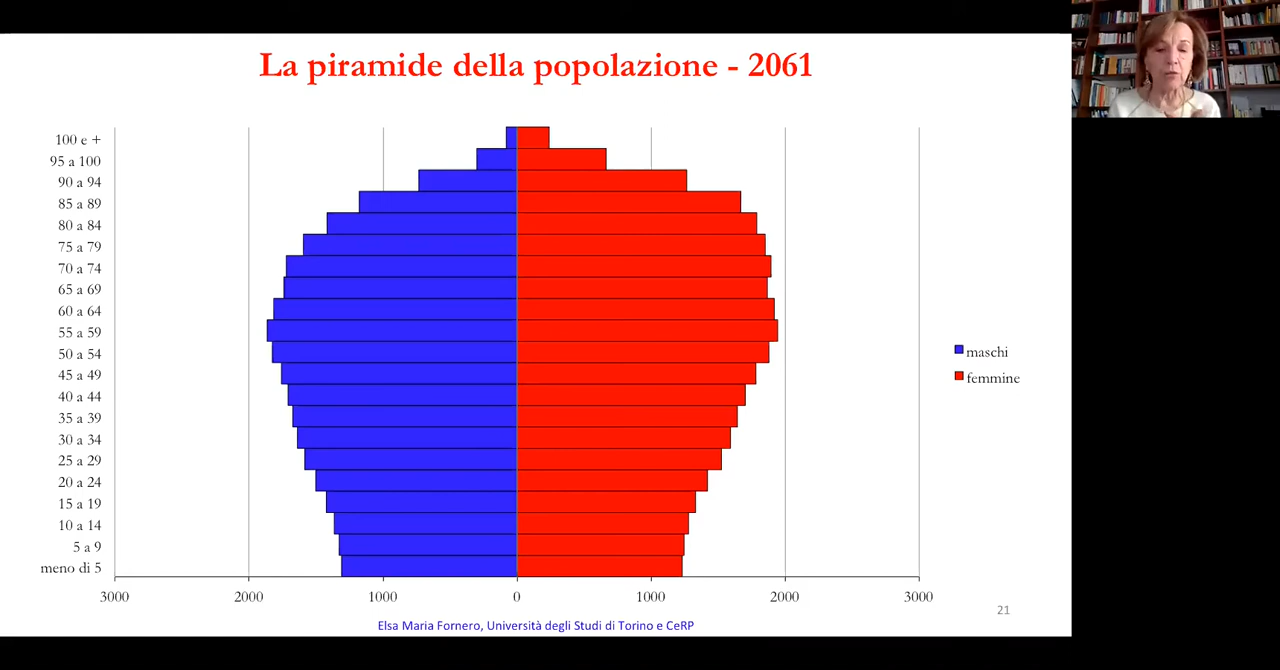 La piramide della popolazione - 2061
100 e +
95 a 100
90 a 94
85 a 89
80 a 84
75 a 79
70 a 74
65 a 69
60 a 64
55 a 59
50 a 54
45 a 49
40 a 44
35 a 39
30 a 34
25 a 29
20 a 24
15 a 19
10 a 14
5 a 9
meno di 5
3000 2000 1000 0 1000 2000 3000
maschi
femmine
21
Elsa Maria Fornero, Università degli Studi di Torino e CeRP